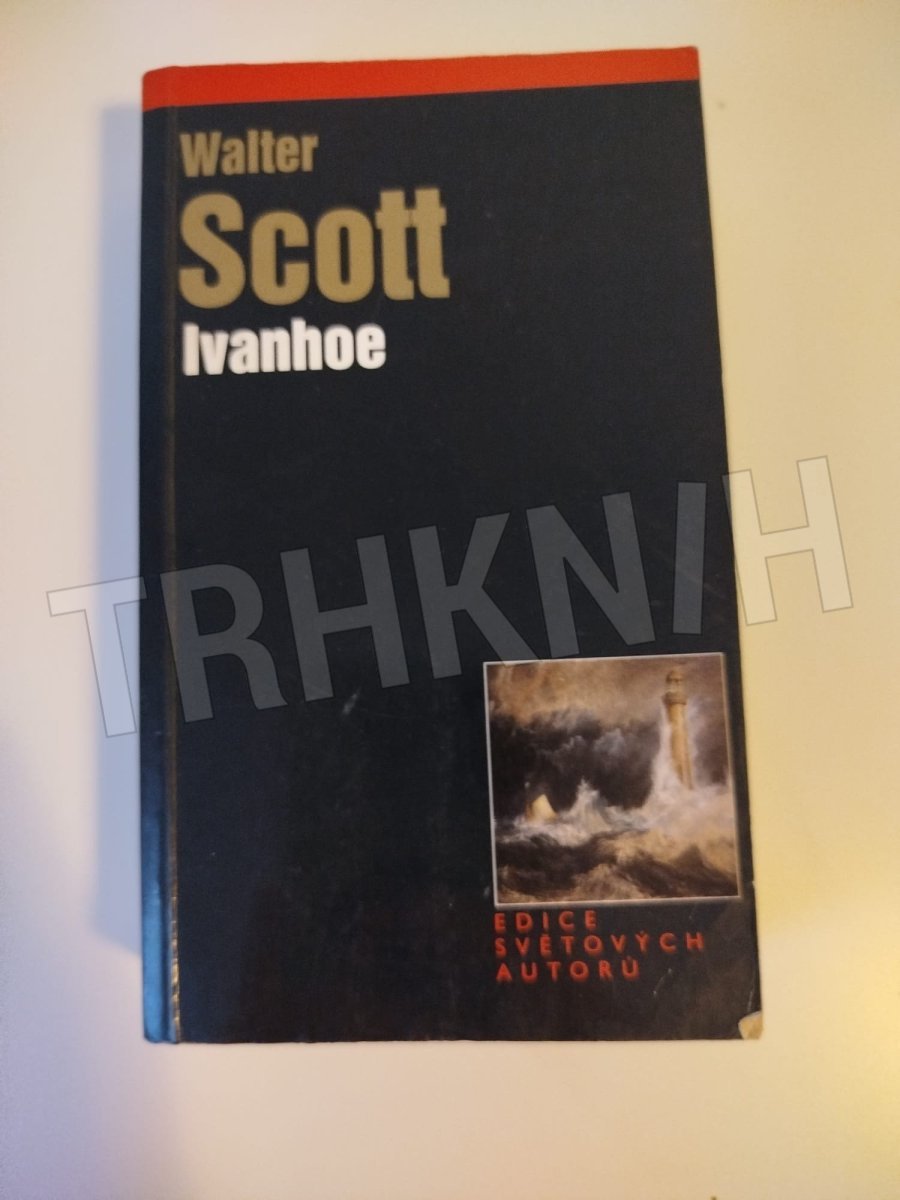 Walter
Scott
Ivanhoe
TRHKNIH
EDICE
SVĚTOVÝCH
AUTORŮ